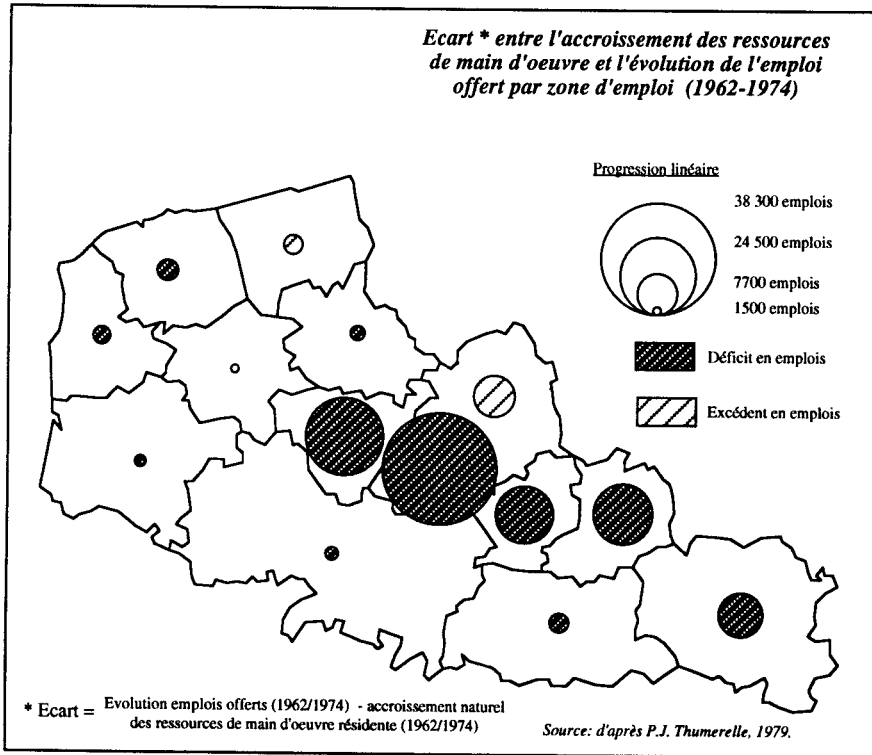 Ecart * entre l'accroissement des ressources
de main d'oeuvre et l'évolution de l'emploi
offert par zone d'emploi (1962-1974)
Progression linéaire
38 300 emplois
24 500 emplois
7700 emplois
1500 emplois
Déficit en emplois
Excédent en emplois
* Ecart = Evolution emplois offerts (1962/1974) - accroissement naturel
des ressources de main d'oeuvre résidente (1962/1974)
Source: d'après P.J. Thumerelle, 1979.